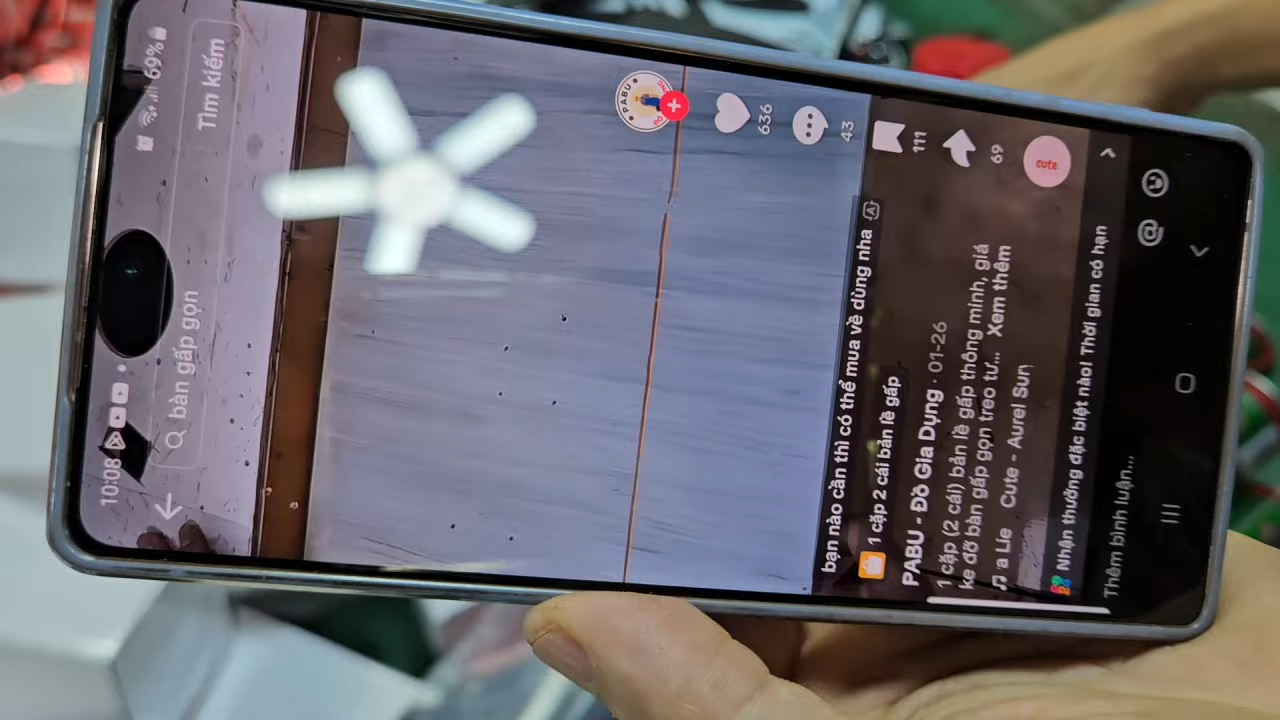 10:08
69%
bàn gấp gọn
Tìm kiếm
PABU
636
43
111
69
cute
bạn nào cần thì có thể mua về dùng nha
1 cặp 2 cái bản lề gấp
PABU - Đồ Gia Dụng · 01-26
1 cặp (2 cái) bản lề gấp thông minh, giá
ke đỡ bàn gấp gọn treo tư... Xem thêm
a Lie Cute - Aurel Sun
Nhận thưởng đặc biệt nào! Thời gian có hạn
Thêm bình luận...
@